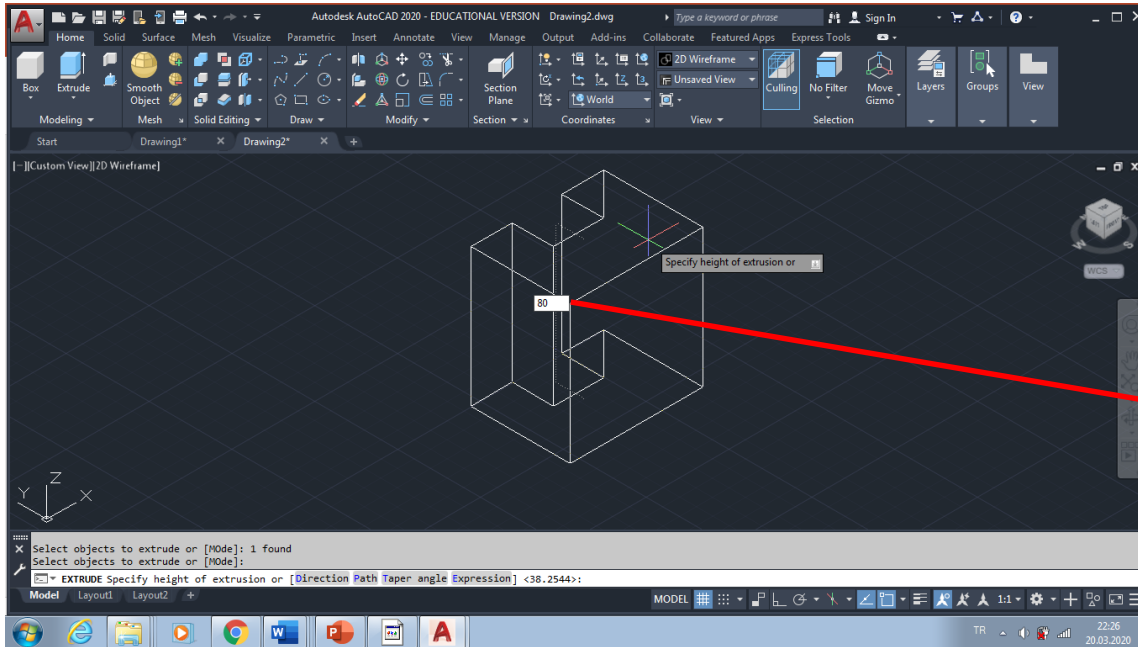 Autodesk AutoCAD 2020 - EDUCATIONAL VERSION Drawing2.dwg
Type a keyword or phrase
Sign In
Home Solid Surface Mesh Visualize Parametric Insert Annotate View Manage Output Add-ins Collaborate Featured Apps Express Tools
Box
Extrude
Smooth
Object
Section
Plane
World
2D Wireframe
Unsaved View
Culling
No Filter
Move
Gizmo
Layers
Groups
View
Modeling Mesh Solid Editing Draw Modify Section Coordinates View Selection
Start Drawing1* Drawing2*
[−][Custom View][2D Wireframe]
WCS
Specify height of extrusion or
80
Z
Y
X
Select objects to extrude or [MOde]: 1 found
Select objects to extrude or [MOde]:
EXTRUDE Specify height of extrusion or [Direction Path Taper angle Expression] <38.2544>:
Model Layout1 Layout2 +
MODEL
1:1
TR
22:26
20.03.2020